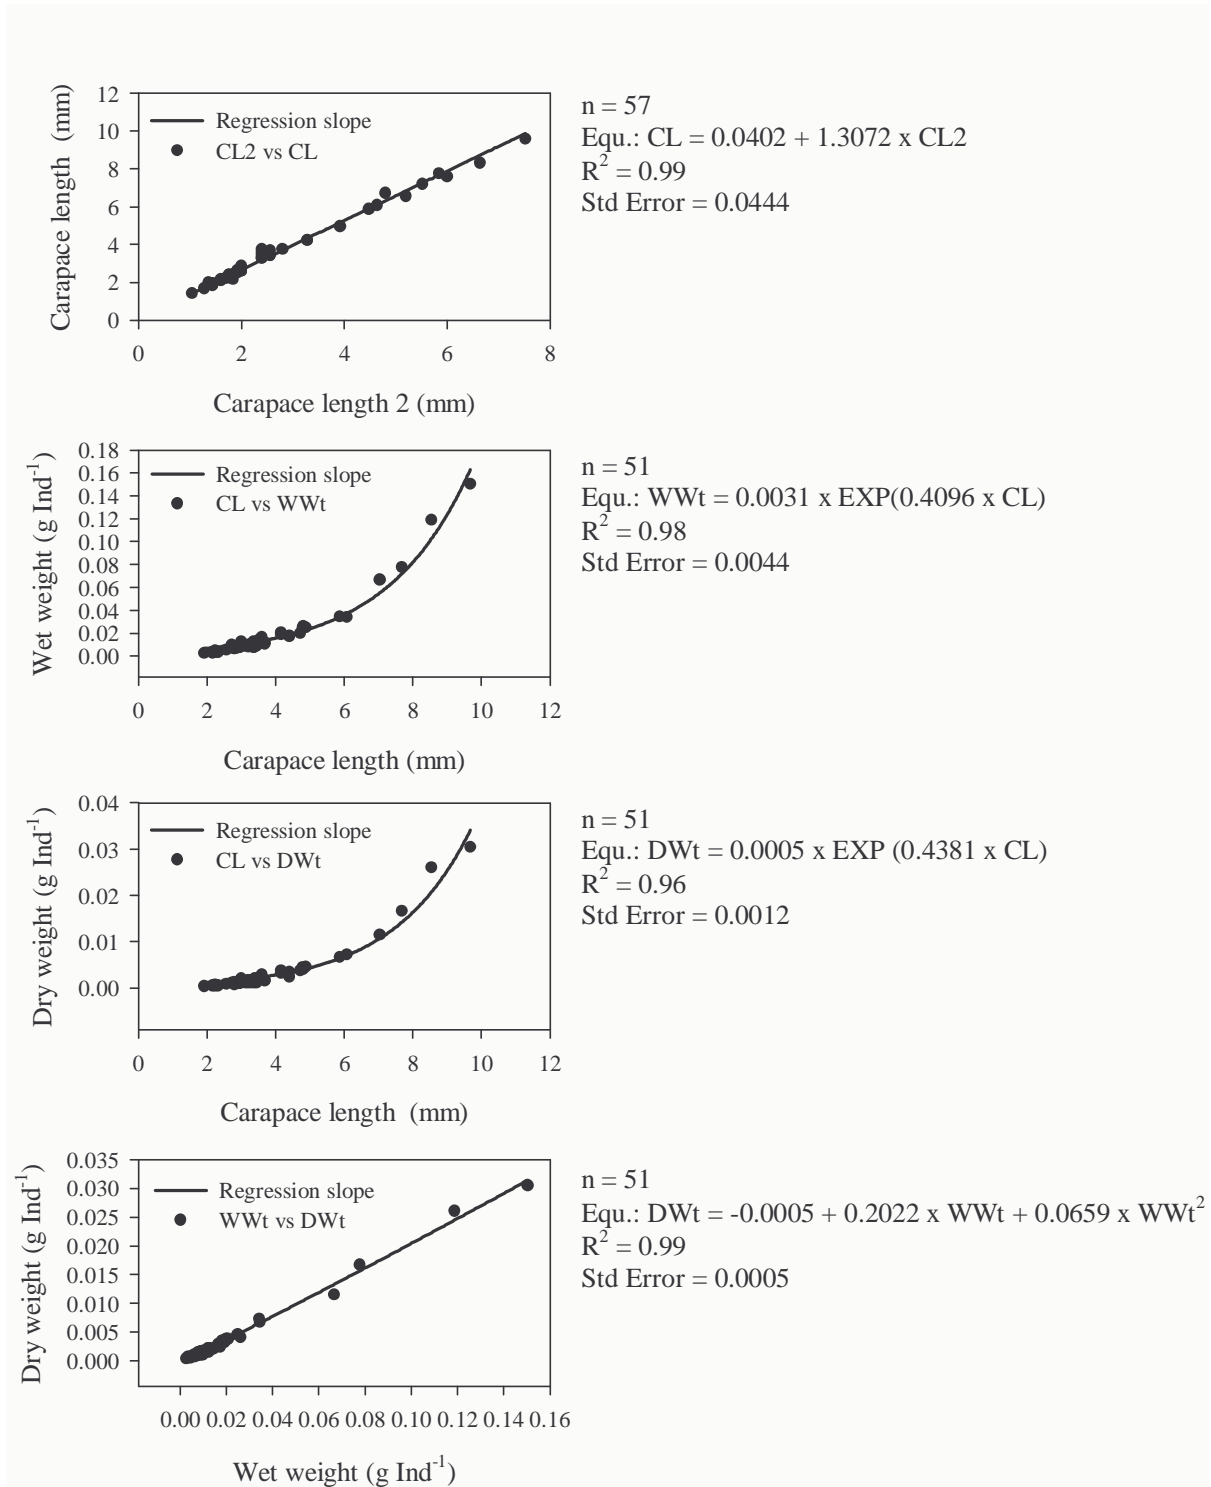 12
10
8
6
4
2
0
Carapace length (mm)
Regression slope
CL2 vs CL
0 2 4 6 8
Carapace length 2 (mm)
n = 57
Equ.: CL = 0.0402 + 1.3072 x CL2
R² = 0.99
Std Error = 0.0444
0.18
0.16
0.14
0.12
0.10
0.08
0.06
0.04
0.02
0.00
Wet weight (g Ind⁻¹)
Regression slope
CL vs WWt
0 2 4 6 8 10 12
Carapace length (mm)
n = 51
Equ.: WWt = 0.0031 x EXP(0.4096 x CL)
R² = 0.98
Std Error = 0.0044
0.04
0.03
0.02
0.01
0.00
Dry weight (g Ind⁻¹)
Regression slope
CL vs DWt
0 2 4 6 8 10 12
Carapace length (mm)
n = 51
Equ.: DWt = 0.0005 x EXP (0.4381 x CL)
R² = 0.96
Std Error = 0.0012
0.035
0.030
0.025
0.020
0.015
0.010
0.005
0.000
Dry weight (g Ind⁻¹)
Regression slope
WWt vs DWt
0.00 0.02 0.04 0.06 0.08 0.10 0.12 0.14 0.16
Wet weight (g Ind⁻¹)
n = 51
Equ.: DWt = -0.0005 + 0.2022 x WWt + 0.0659 x WWt²
R² = 0.99
Std Error = 0.0005